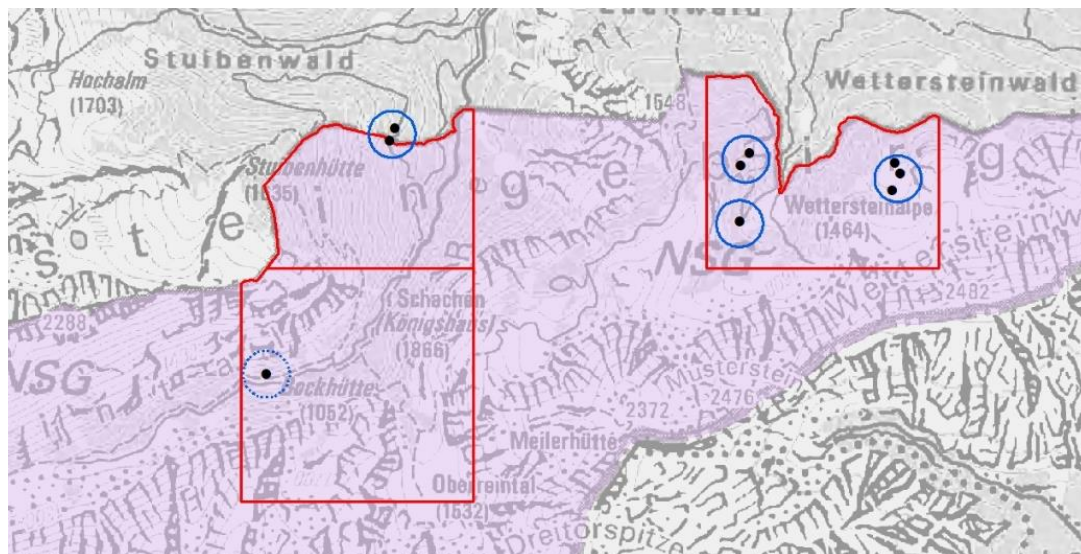 Stuibenwald
Hochalm
(1703)
Wettersteinwald
1548
Stuibenhütte
(1635)
s o t e
i n e g e
i r g
Wettersteinalpe
(1464)
NSG
Schachen
(Königshaus)
(1866)
2288
NSG
2482
Bockhütte
(1052)
Musterstein
2476
2372
Meilerhütte
Oberreintal
(1532)
Dreitorspitze